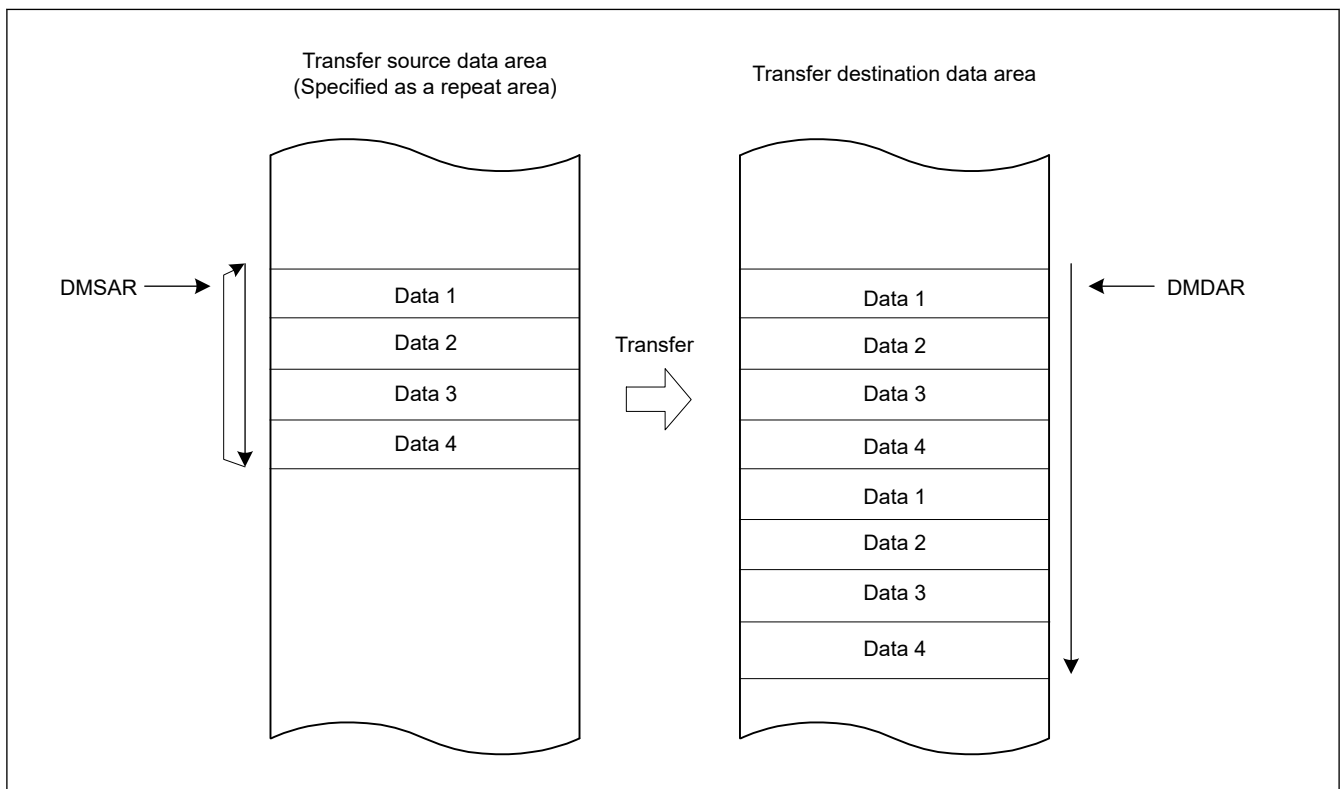 Transfer source data area
(Specified as a repeat area)
Transfer destination data area
DMSAR
Data 1
Data 2
Data 3
Data 4
Transfer
Data 1
Data 2
Data 3
Data 4
Data 1
Data 2
Data 3
Data 4
DMDAR